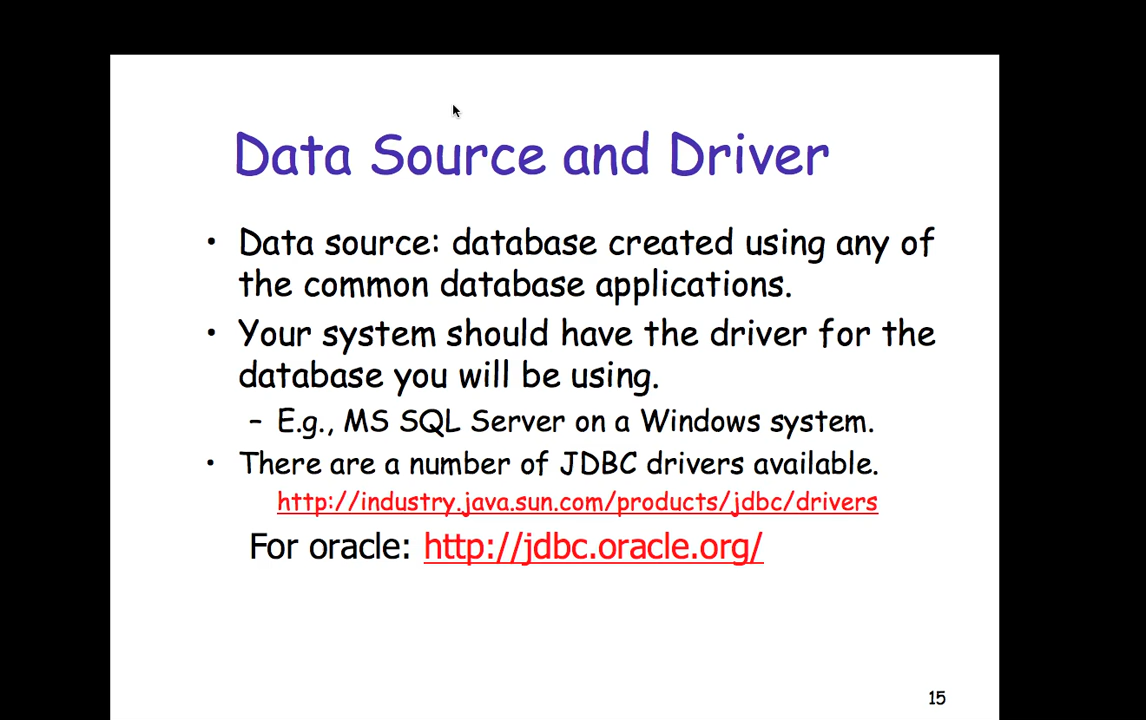 Data Source and Driver
• Data source: database created using any of
the common database applications.
• Your system should have the driver for the
database you will be using.
– E.g., MS SQL Server on a Windows system.
• There are a number of JDBC drivers available.
http://industry.java.sun.com/products/jdbc/drivers
For oracle: http://jdbc.oracle.org/
15